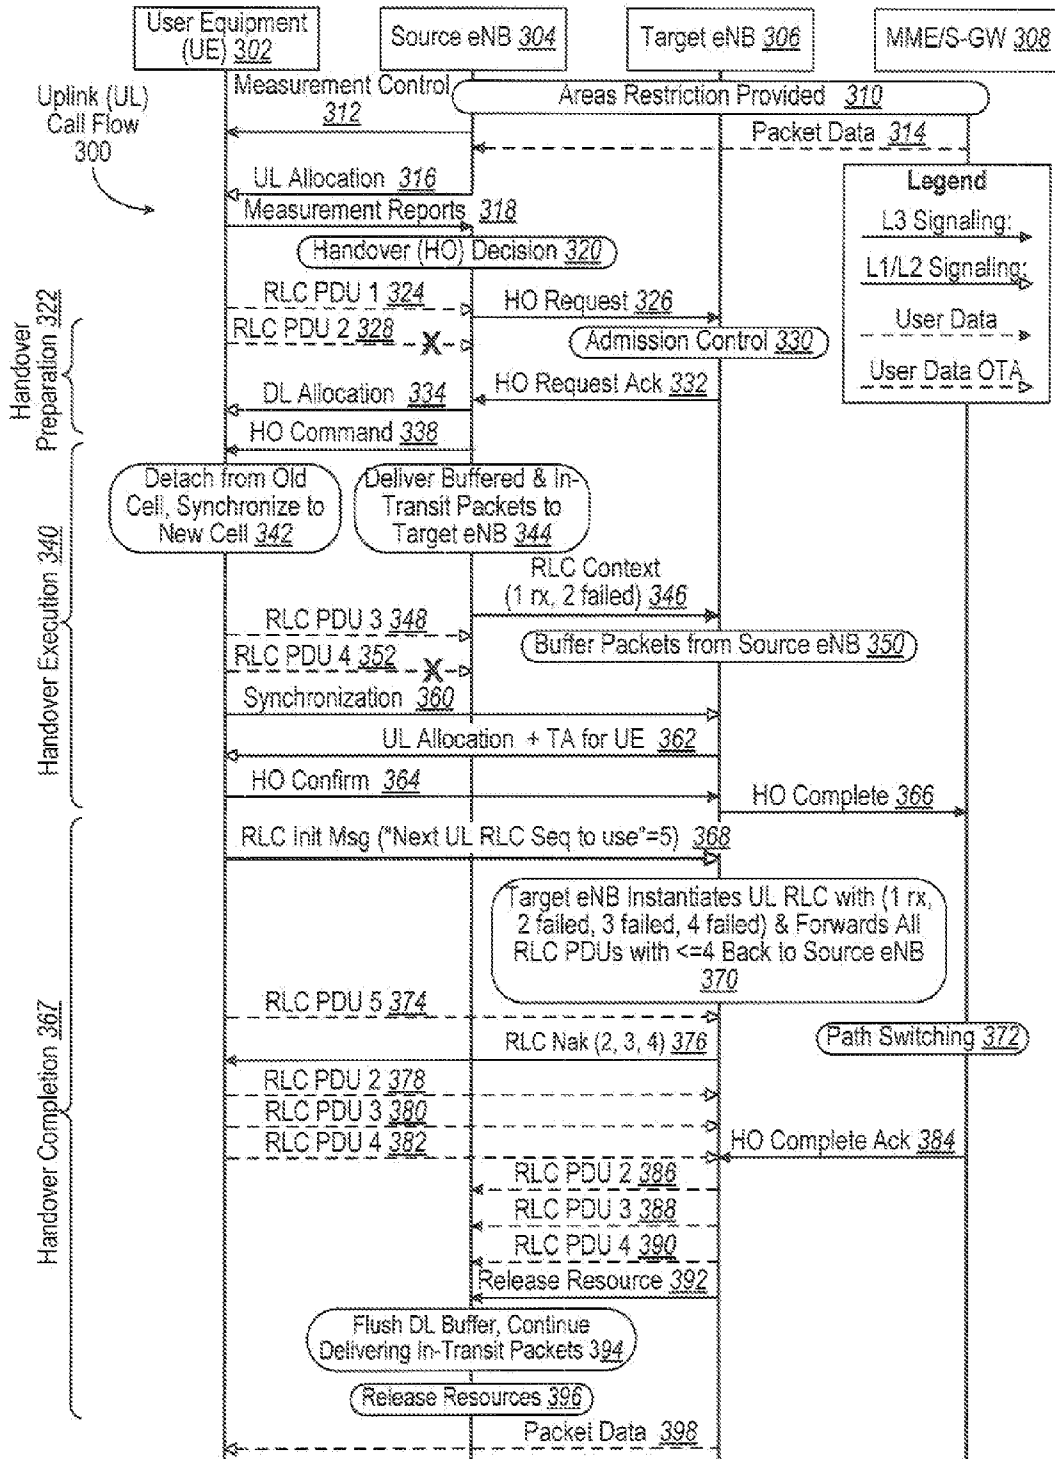 User Equipment
(UE) 302
Source eNB 304
Target eNB 306
MME/S-GW 308
Uplink (UL)
Call Flow
300
Measurement Control
312
Areas Restriction Provided 310
Packet Data 314
UL Allocation 316
Measurement Reports 318
Handover (HO) Decision 320
Legend
L3 Signaling:
L1/L2 Signaling:
User Data
User Data OTA
Handover
Preparation 322
RLC PDU 1 324
HO Request 326
RLC PDU 2 328
X
Admission Control 330
HO Request Ack 332
DL Allocation 334
HO Command 338
Handover Execution 340
Detach from Old
Cell, Synchronize to
New Cell 342
Deliver Buffered & In-
Transit Packets to
Target eNB 344
RLC Context
(1 rx, 2 failed) 346
RLC PDU 3 348
Buffer Packets from Source eNB 350
RLC PDU 4 352
X
Synchronization 360
UL Allocation + TA for UE 362
HO Confirm 364
HO Complete 366
Handover Completion 367
RLC Init Msg ("Next UL RLC Seq to use"=5) 368
Target eNB Instantiates UL RLC with (1 rx,
2 failed, 3 failed, 4 failed) & Forwards All
RLC PDUs with <=4 Back to Source eNB
370
RLC PDU 5 374
Path Switching 372
RLC Nak (2, 3, 4) 376
RLC PDU 2 378
RLC PDU 3 380
RLC PDU 4 382
HO Complete Ack 384
RLC PDU 2 386
RLC PDU 3 388
RLC PDU 4 390
Release Resource 392
Flush DL Buffer, Continue
Delivering In-Transit Packets 394
Release Resources 396
Packet Data 398